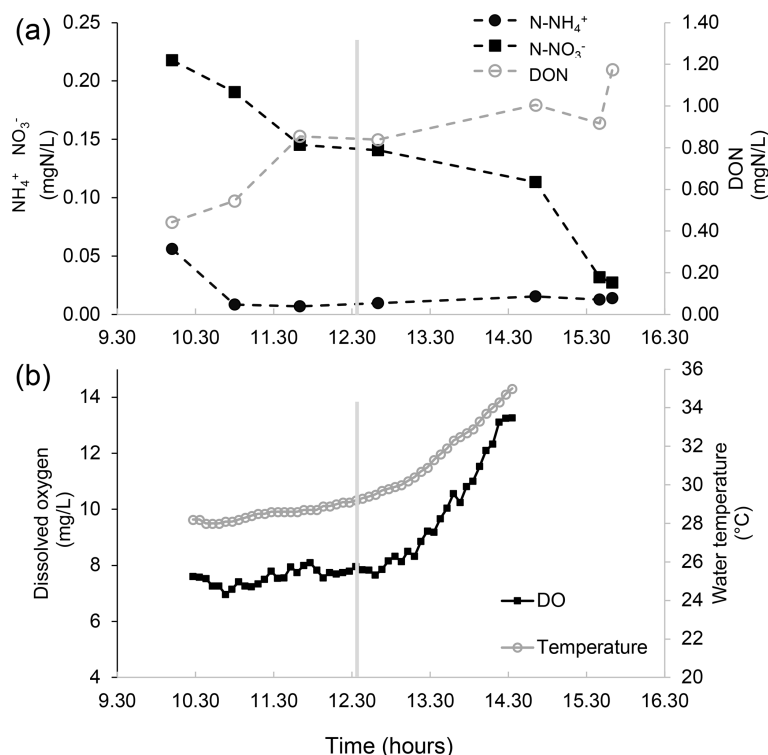 (a)
N-NH₄⁺
N-NO₃⁻
DON
0.25
0.20
0.15
0.10
0.05
0.00
NH₄⁺ NO₃⁻
(mgN/L)
1.40
1.20
1.00
0.80
0.60
0.40
0.20
0.00
DON
(mgN/L)
9.30 10.30 11.30 12.30 13.30 14.30 15.30 16.30
(b)
14
12
10
8
6
4
Dissolved oxygen
(mg/L)
36
34
32
30
28
26
24
22
20
Water temperature
(°C)
DO
Temperature
9.30 10.30 11.30 12.30 13.30 14.30 15.30 16.30
Time (hours)